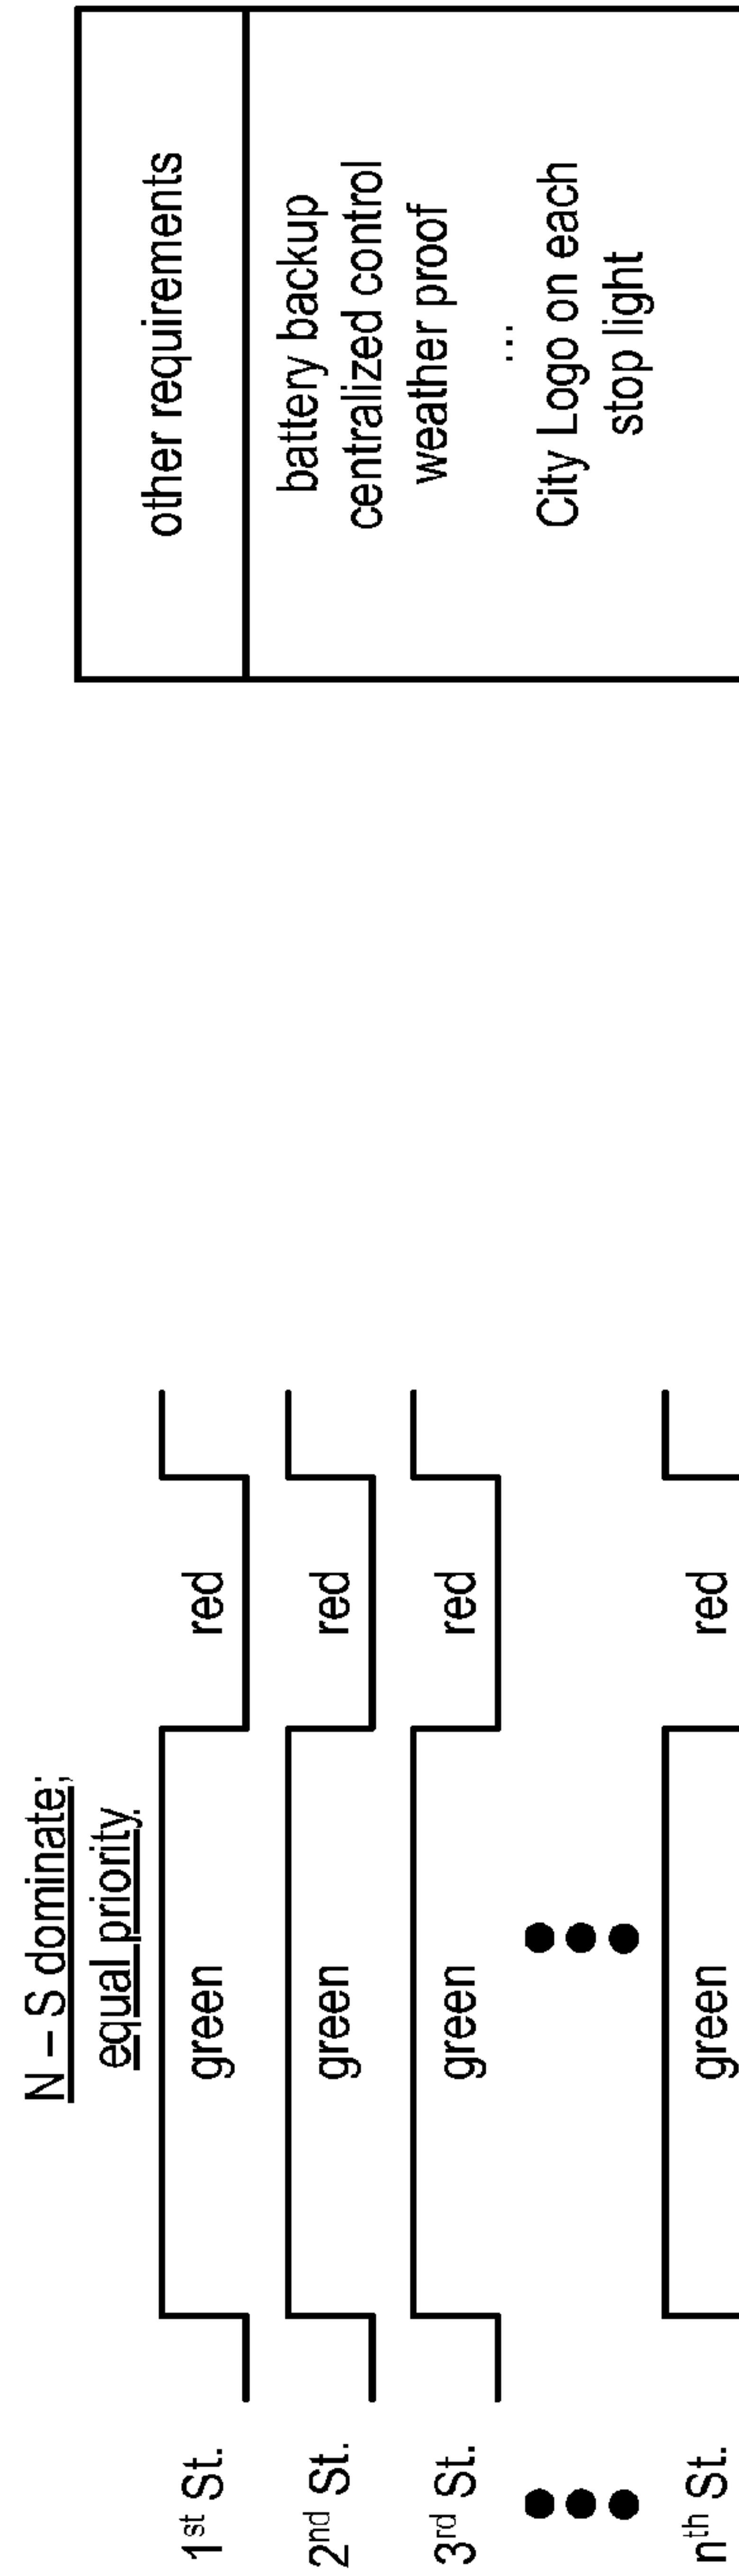 N – S dominate;
equal priority.
1st St.
green
red
2nd St.
green
red
3rd St.
green
red
nth St.
green
red
other requirements
battery backup
centralized control
weather proof
...
City Logo on each
stop light